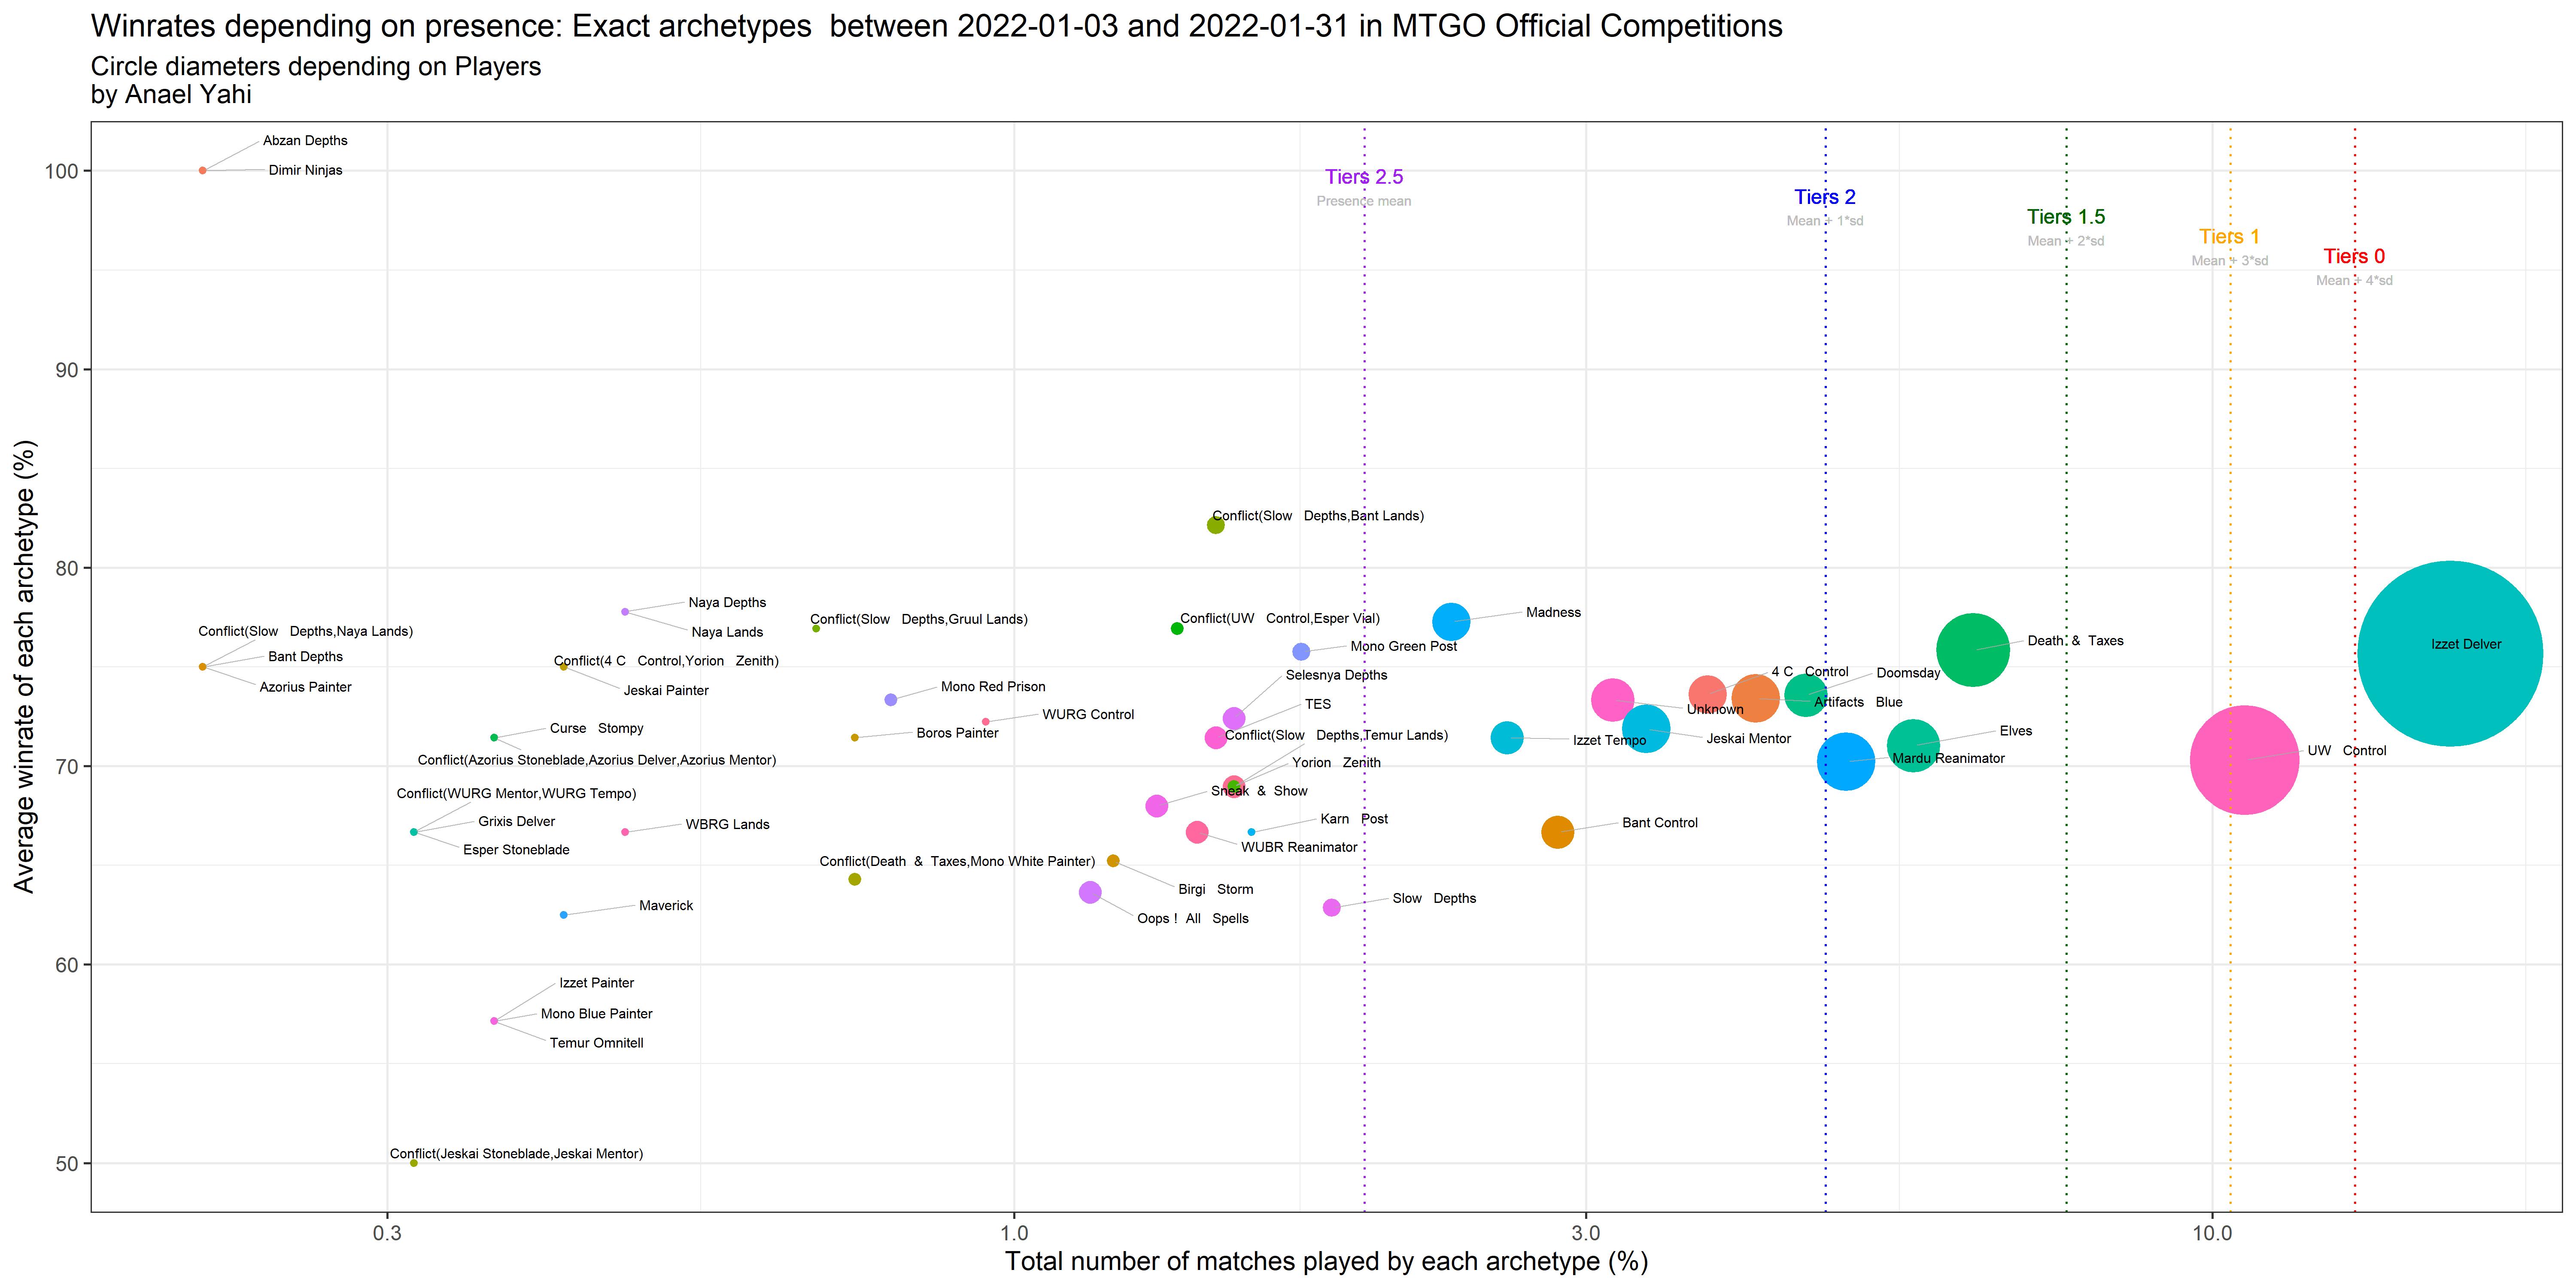 Winrates depending on presence: Exact archetypes  between 2022-01-03 and 2022-01-31 in MTGO Official Competitions
Circle diameters depending on Players
by Anael Yahi
Average winrate of each archetype (%)
100
90
80
70
60
50
Abzan Depths
Dimir Ninjas
Tiers 2.5
Presence mean
Tiers 2
Mean + 1*sd
Tiers 1.5
Mean + 2*sd
Tiers 1
Mean + 3*sd
Tiers 0
Mean + 4*sd
Conflict(Slow   Depths,Bant Lands)
Naya Depths
Naya Lands
Conflict(Slow   Depths,Gruul Lands)
Conflict(UW   Control,Esper Vial)
Madness
Conflict(Slow   Depths,Naya Lands)
Bant Depths
Azorius Painter
Conflict(4 C   Control,Yorion   Zenith)
Jeskai Painter
Mono Green Post
Death  &  Taxes
Izzet Delver
Selesnya Depths
4 C   Control
Doomsday
Mono Red Prison
TES
Artifacts   Blue
Unknown
WURG Control
Curse   Stompy
Boros Painter
Conflict(Slow   Depths,Temur Lands)
Izzet Tempo
Jeskai Mentor
Elves
UW   Control
Conflict(Azorius Stoneblade,Azorius Delver,Azorius Mentor)
Yorion   Zenith
Mardu Reanimator
Conflict(WURG Mentor,WURG Tempo)
Sneak  &  Show
Grixis Delver
WBRG Lands
Karn   Post
Bant Control
Esper Stoneblade
WUBR Reanimator
Conflict(Death  &  Taxes,Mono White Painter)
Birgi   Storm
Slow   Depths
Maverick
Oops !  All   Spells
Izzet Painter
Mono Blue Painter
Temur Omnitell
Conflict(Jeskai Stoneblade,Jeskai Mentor)
0.3
1.0
3.0
10.0
Total number of matches played by each archetype (%)